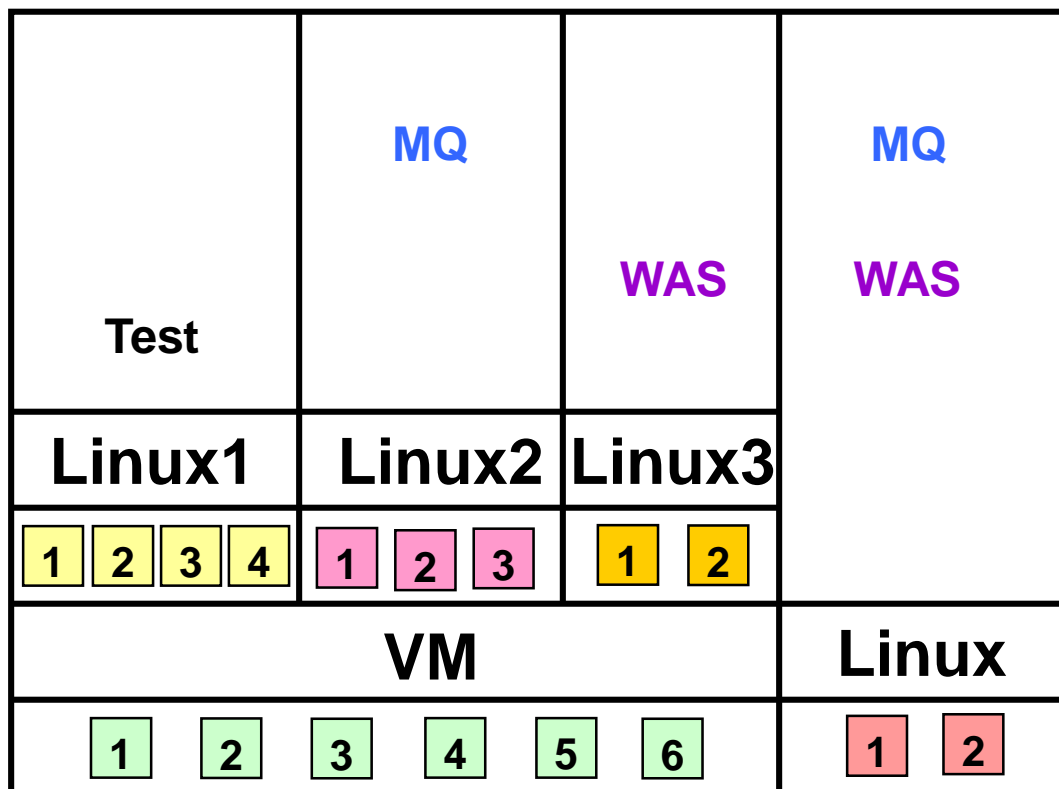 MQ MQ
WAS WAS
Test
Linux1 Linux2 Linux3
1 2 3 4 1 2 3 1 2
VM Linux
1 2 3 4 5 6 1 2